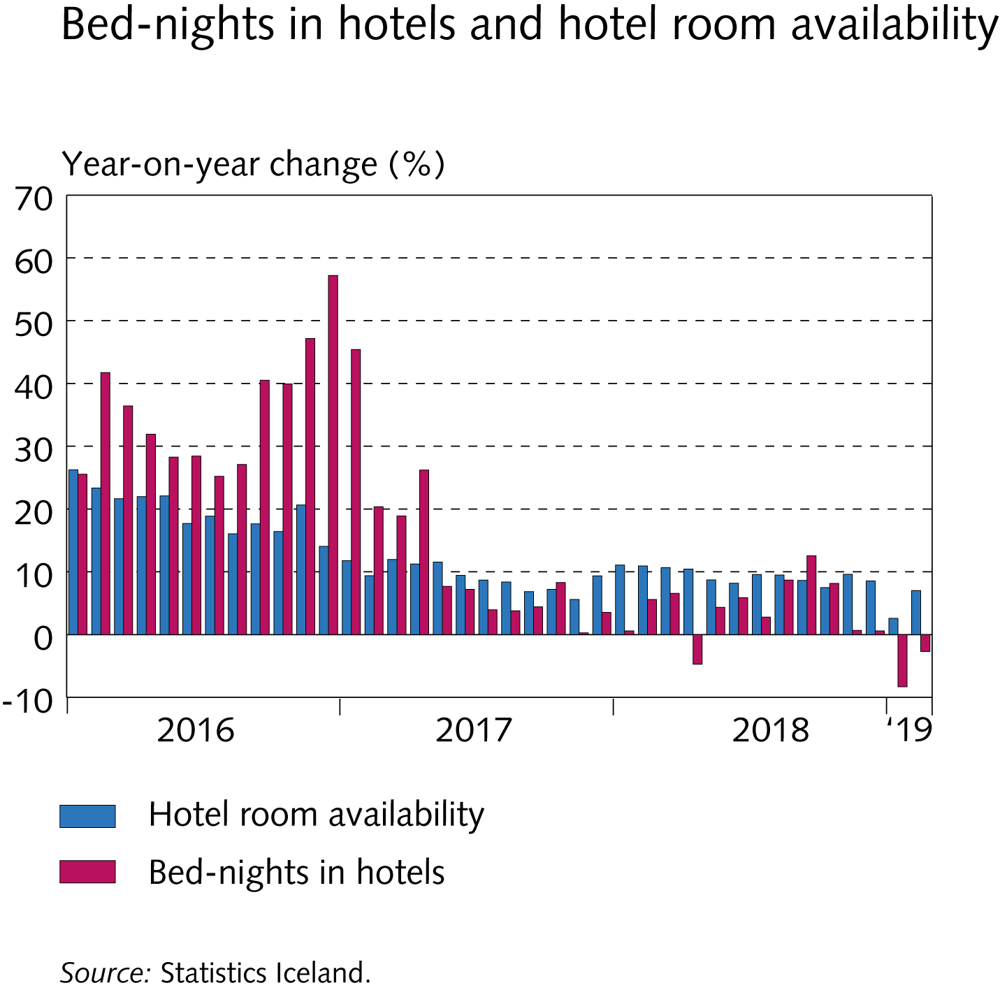 Bed-nights in hotels and hotel room availability
Year-on-year change (%)
70
60
50
40
30
20
10
0
-10
2016 2017 2018 ‘19
Hotel room availability
Bed-nights in hotels
Source: Statistics Iceland.